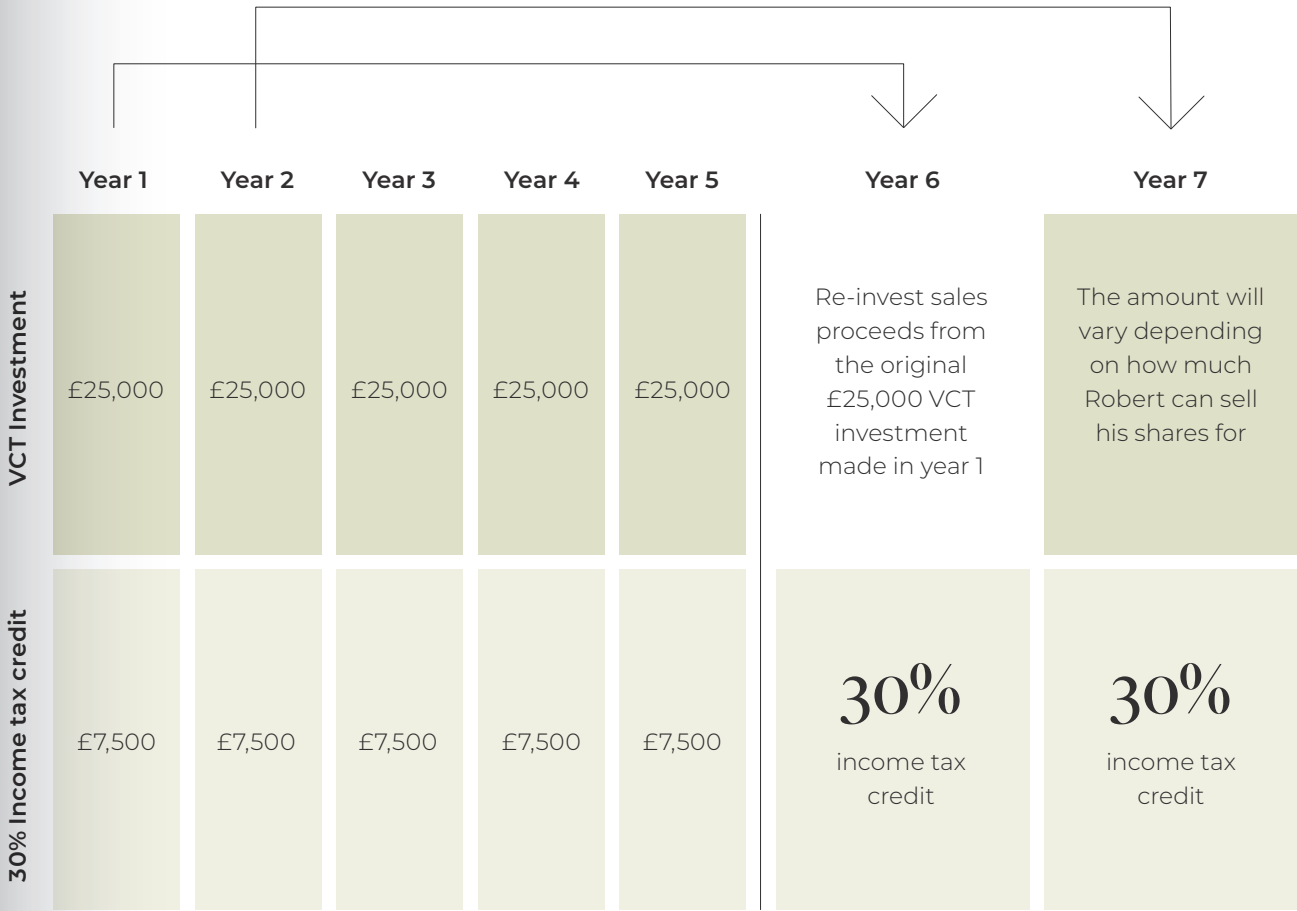 Year 1
Year 2
Year 3
Year 4
Year 5
Year 6
Year 7
VCT Investment
£25,000
£25,000
£25,000
£25,000
£25,000
Re-invest sales
proceeds from
the original
£25,000 VCT
investment
made in year 1
The amount will
vary depending
on how much
Robert can sell
his shares for
30% Income tax credit
£7,500
£7,500
£7,500
£7,500
£7,500
30%
income tax
credit
30%
income tax
credit